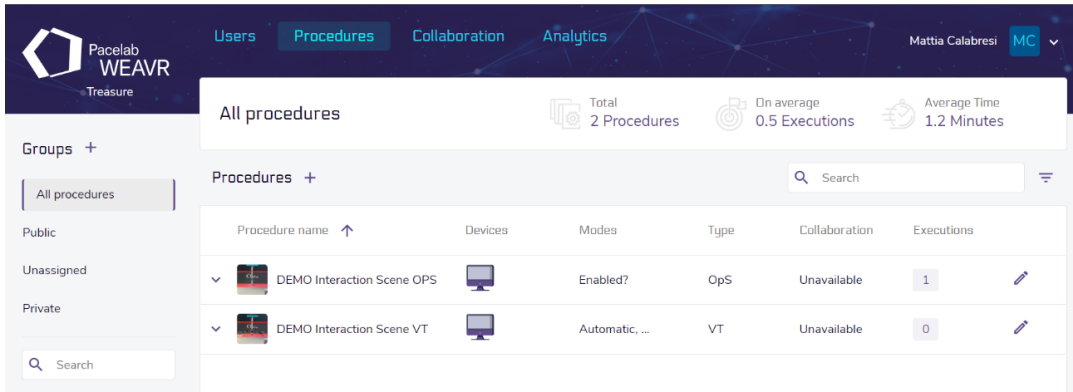 Pacelab
WEAVR
Treasure
Users Procedures Collaboration Analytics
Mattia Calabresi MC
All procedures
Total
2 Procedures
On average
0.5 Executions
Average Time
1.2 Minutes
Groups +
All procedures
Public
Unassigned
Private
Search
Procedures +
Search
Procedure name Devices Modes Type Collaboration Executions
DEMO Interaction Scene OPS Enabled? OpS Unavailable 1
DEMO Interaction Scene VT Automatic, ... VT Unavailable 0